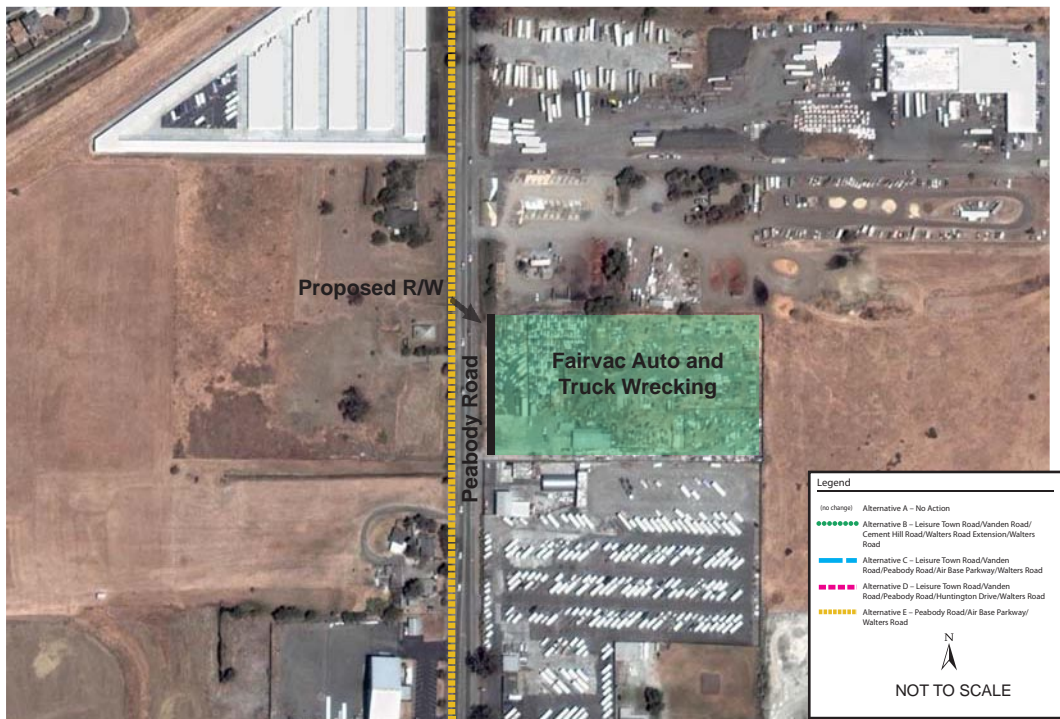 Proposed R/W
Peabody Road
Fairvac Auto and
Truck Wrecking
Legend
(no change) Alternative A – No Action
Alternative B – Leisure Town Road/Vanden Road/
Cement Hill Road/Walters Road Extension/Walters
Road
Alternative C – Leisure Town Road/Vanden
Road/Peabody Road/Air Base Parkway/Walters Road
Alternative D – Leisure Town Road/Vanden
Road/Peabody Road/Huntington Drive/Walters Road
Alternative E – Peabody Road/Air Base Parkway/
Walters Road
N
NOT TO SCALE